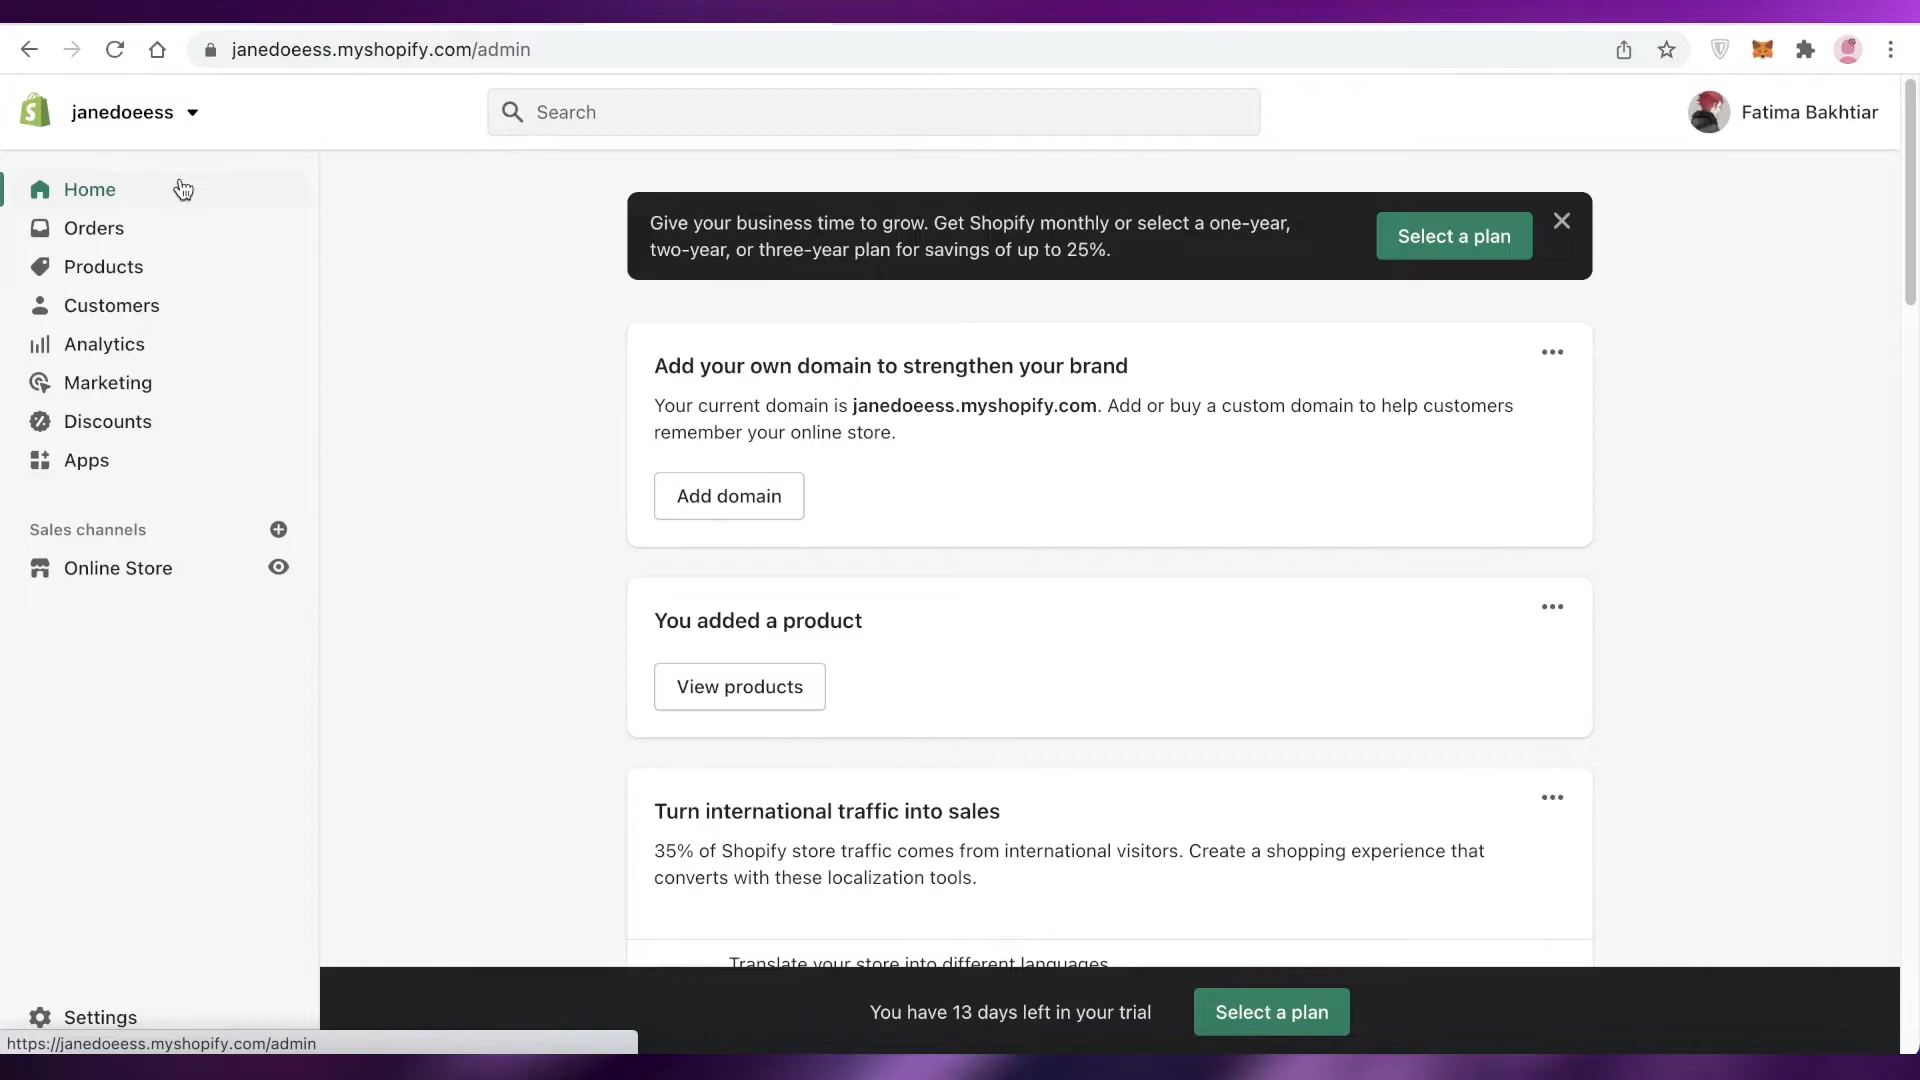 janedoeess.myshopify.com/admin
janedoeess
Search
Fatima Bakhtiar
Home
Orders
Products
Customers
Analytics
Marketing
Discounts
Apps
Sales channels
Online Store
Settings
Give your business time to grow. Get Shopify monthly or select a one-year,
two-year, or three-year plan for savings of up to 25%.
Select a plan
Add your own domain to strengthen your brand
Your current domain is janedoeess.myshopify.com. Add or buy a custom domain to help customers
remember your online store.
Add domain
You added a product
View products
Turn international traffic into sales
35% of Shopify store traffic comes from international visitors. Create a shopping experience that
converts with these localization tools.
Translate your store into different languages
You have 13 days left in your trial
Select a plan
https://janedoeess.myshopify.com/admin